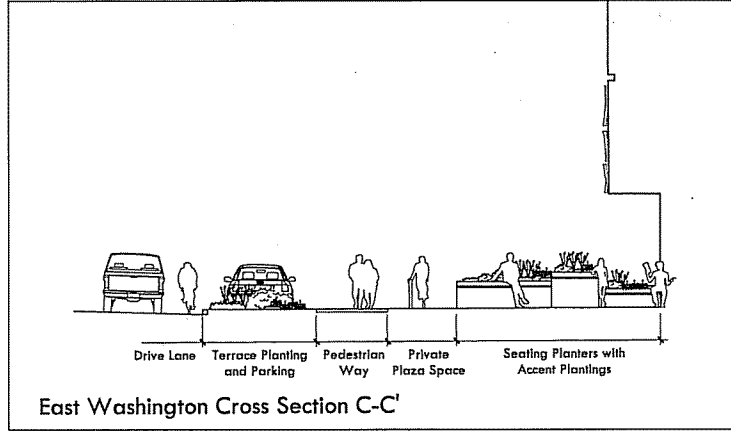 Drive Lane
Terrace Planting
and Parking
Pedestrian
Way
Private
Plaza Space
Seating Planters with
Accent Plantings
East Washington Cross Section C-C'